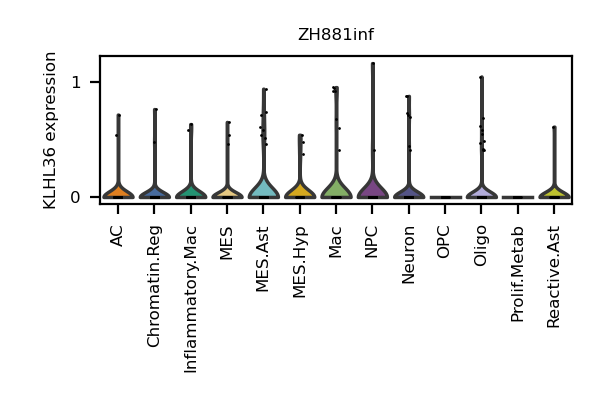 ZH881inf
KLHL36 expression
1
0
AC
Chromatin.Reg
Inflammatory.Mac
MES
MES.Ast
MES.Hyp
Mac
NPC
Neuron
OPC
Oligo
Prolif.Metab
Reactive.Ast